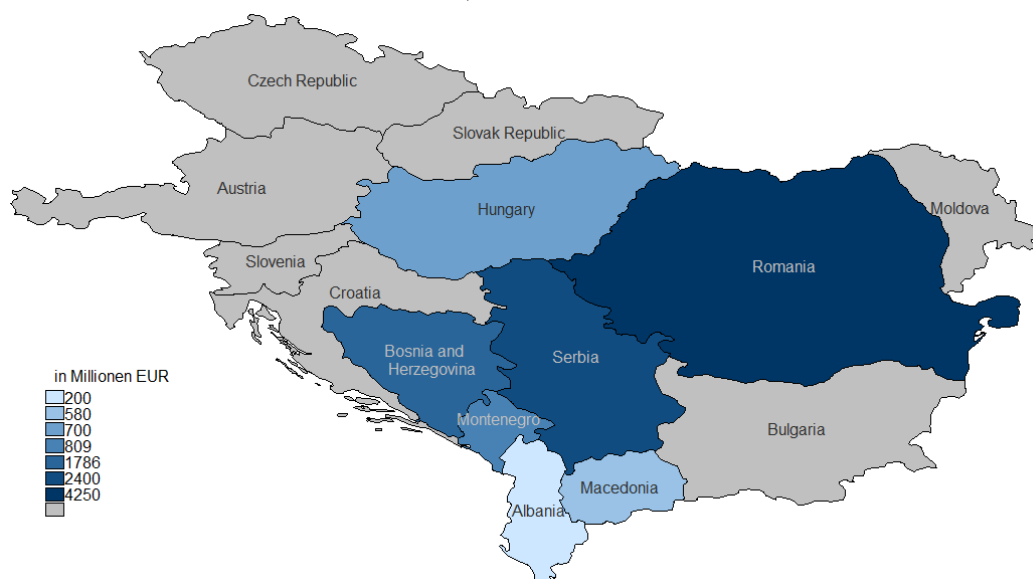 Czech Republic
Slovak Republic
Austria
Hungary
Moldova
Slovenia
Romania
Croatia
Bosnia and
Herzegovina
Serbia
in Millionen EUR
200
580
700
809
1786
2400
4250
Montenegro
Bulgaria
Macedonia
Albania